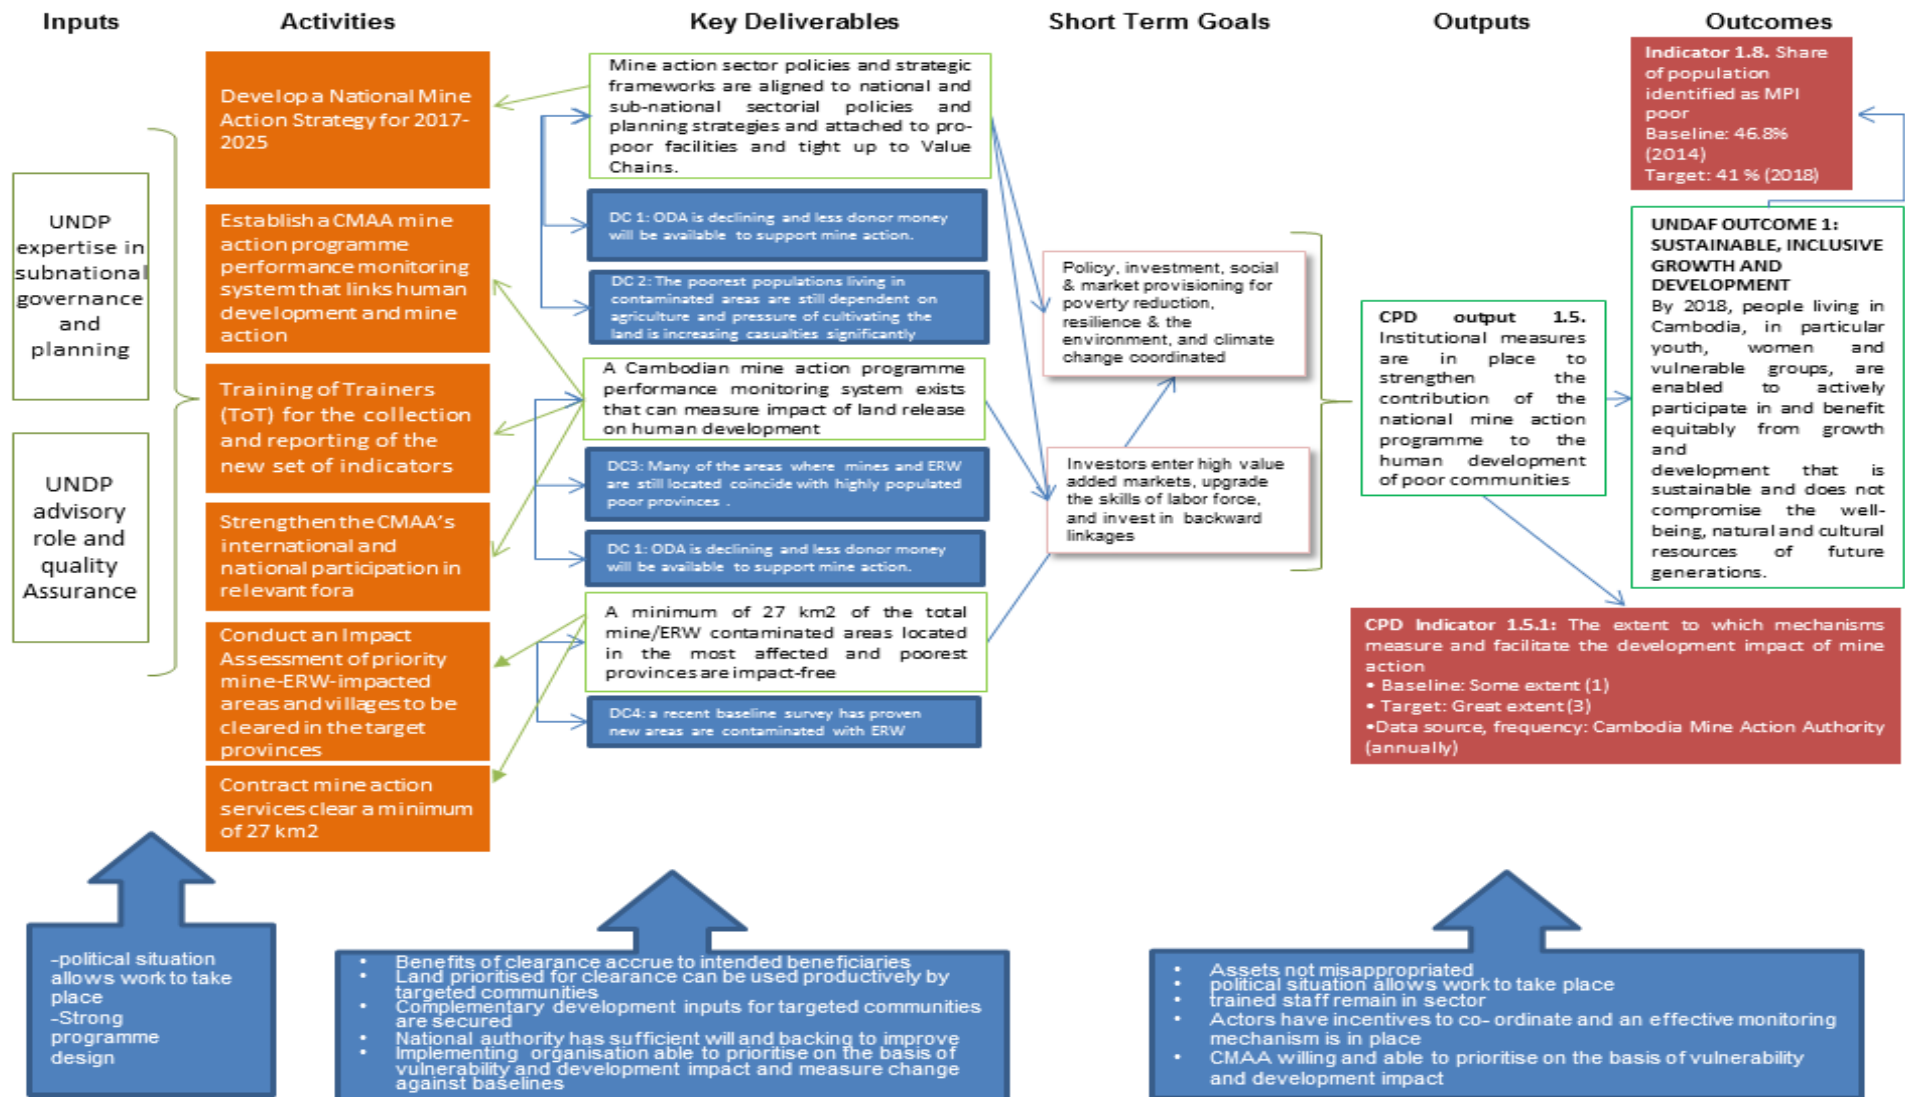 Inputs
Activities
Key Deliverables
Short Term Goals
Outputs
Outcomes
UNDP
expertise in
subnational
governance
and
planning
UNDP
advisory
role and
quality
Assurance
Develop a National Mine
Action Strategy for 2017-
2025
Establish a CMAA mine
action programme
performance monitoring
system that links human
development and mine
action
Training of Trainers
(ToT) for the collection
and reporting of the
new set of indicators
Strengthen the CMAA's
international and
national participation in
relevant fora
Conduct an Impact
Assessment of priority
mine-ERW-impacted
areas and villages to be
cleared in the target
provinces
Contract mine action
services clear a minimum
of 27 km2
Mine action sector policies and strategic
frameworks are aligned to national and
sub-national sectorial policies and
planning strategies and attached to pro-
poor facilities and tight up to Value
Chains.
DC 1: ODA is declining and less donor money
will be available to support mine action.
DC 2: The poorest populations living in
contaminated areas are still dependent on
agriculture and pressure of cultivating the
land is increasing casualties significantly
A Cambodian mine action programme
performance monitoring system exists
that can measure impact of land release
on human development
DC3: Many of the areas where mines and ERW
are still located coincide with highly populated
poor provinces .
DC 1: ODA is declining and less donor money
will be available to support mine action.
A minimum of 27 km2 of the total
mine/ERW contaminated areas located
in the most affected and poorest
provinces are impact-free
DC4: a recent baseline survey has proven
new areas are contaminated with ERW
Policy, investment, social
& market provisioning for
poverty reduction,
resilience & the
environment, and climate
change coordinated
Investors enter high value
added markets, upgrade
the skills of labor force,
and invest in backward
linkages
CPD output 1.5.
Institutional measures
are in place to
strengthen the
contribution of the
national mine action
programme to the
human development
of poor communities
Indicator 1.8. Share
of population
identified as MPI
poor
Baseline: 46.8%
(2014)
Target: 41 % (2018)
UNDAF OUTCOME 1:
SUSTAINABLE, INCLUSIVE
GROWTH AND
DEVELOPMENT
By 2018, people living in
Cambodia, in particular
youth, women and
vulnerable groups, are
enabled to actively
participate in and benefit
equitably from growth
and
development that is
sustainable and does not
compromise the well-
being, natural and cultural
resources of future
generations.
CPD Indicator 1.5.1: The extent to which mechanisms
measure and facilitate the development impact of mine
action
• Baseline: Some extent (1)
• Target: Great extent (3)
•Data source, frequency: Cambodia Mine Action Authority
(annually)
-political situation
allows work to take
place
-Strong
programme
design
• Benefits of clearance accrue to intended beneficiaries
• Land prioritised for clearance can be used productively by
targeted communities
• Complementary development inputs for targeted communities
are secured
• National authority has sufficient will and backing to improve
• Implementing organisation able to prioritise on the basis of
vulnerability and development impact and measure change
against baselines
• Assets not misappropriated
• political situation allows work to take place
• trained staff remain in sector
• Actors have incentives to co- ordinate and an effective monitoring
mechanism is in place
• CMAA willing and able to prioritise on the basis of vulnerability
and development impact